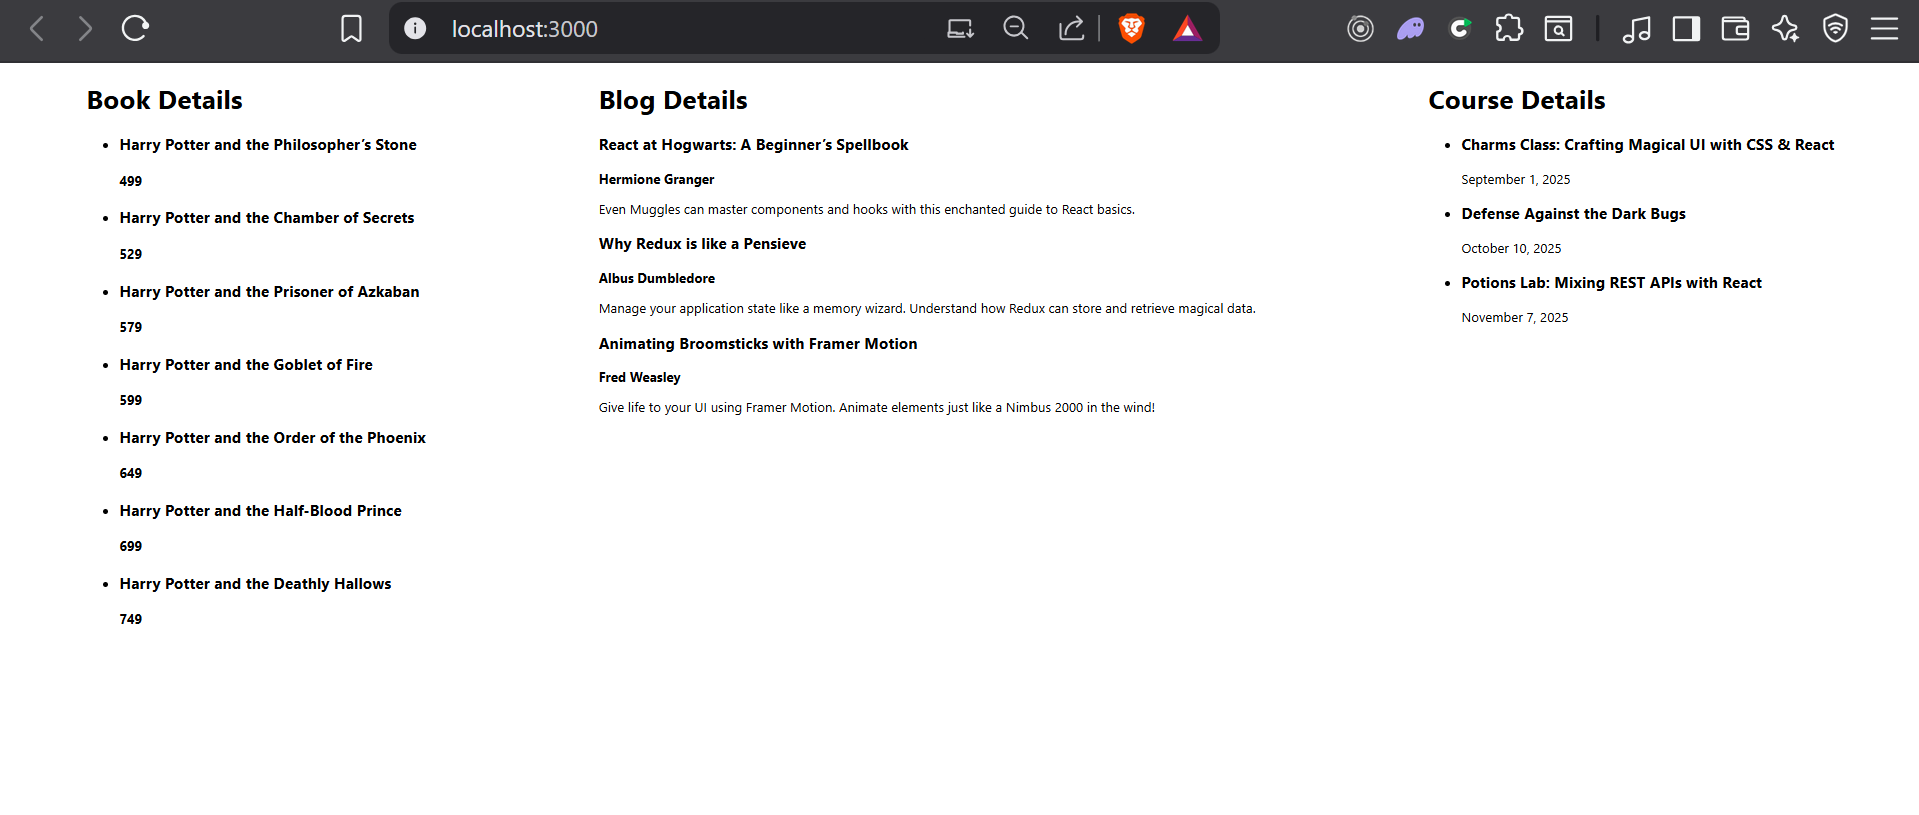 localhost:3000
Book Details
Harry Potter and the Philosopher’s Stone
499
Harry Potter and the Chamber of Secrets
529
Harry Potter and the Prisoner of Azkaban
579
Harry Potter and the Goblet of Fire
599
Harry Potter and the Order of the Phoenix
649
Harry Potter and the Half-Blood Prince
699
Harry Potter and the Deathly Hallows
749
Blog Details
React at Hogwarts: A Beginner’s Spellbook
Hermione Granger
Even Muggles can master components and hooks with this enchanted guide to React basics.
Why Redux is like a Pensieve
Albus Dumbledore
Manage your application state like a memory wizard. Understand how Redux can store and retrieve magical data.
Animating Broomsticks with Framer Motion
Fred Weasley
Give life to your UI using Framer Motion. Animate elements just like a Nimbus 2000 in the wind!
Course Details
Charms Class: Crafting Magical UI with CSS & React
September 1, 2025
Defense Against the Dark Bugs
October 10, 2025
Potions Lab: Mixing REST APIs with React
November 7, 2025